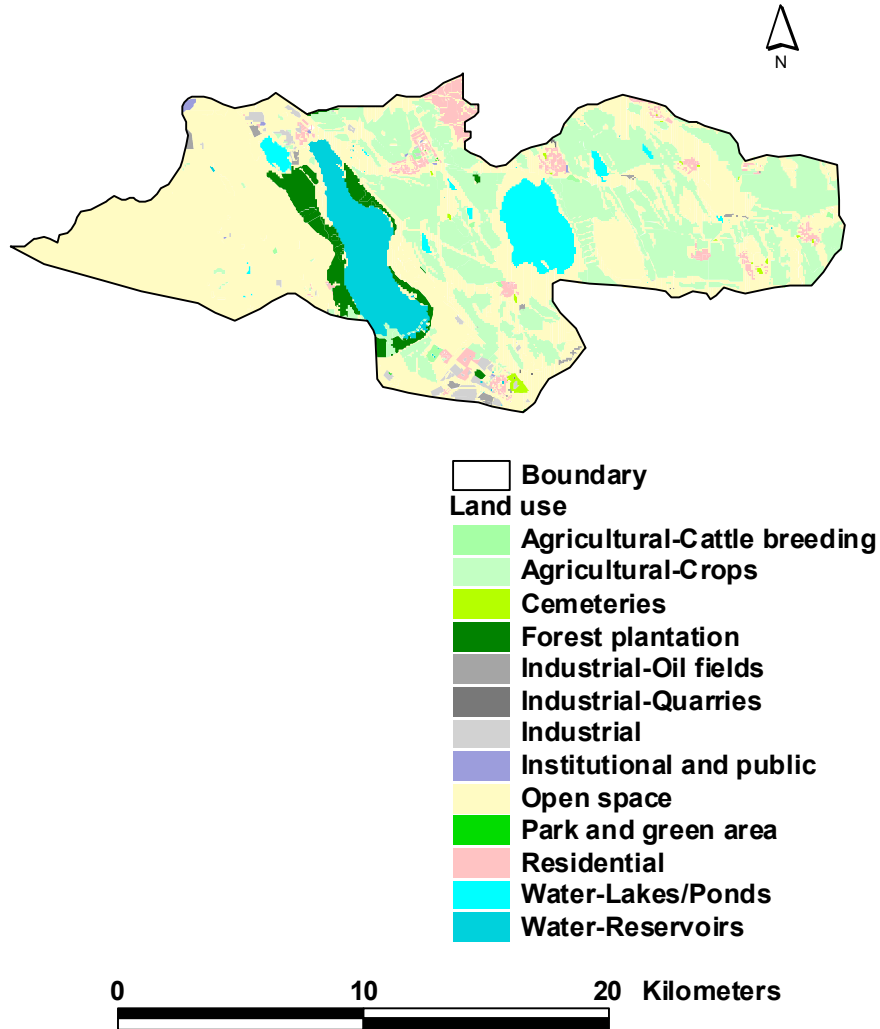 N
Boundary
Land use
Agricultural-Cattle breeding
Agricultural-Crops
Cemeteries
Forest plantation
Industrial-Oil fields
Industrial-Quarries
Industrial
Institutional and public
Open space
Park and green area
Residential
Water-Lakes/Ponds
Water-Reservoirs
0 10 20 Kilometers